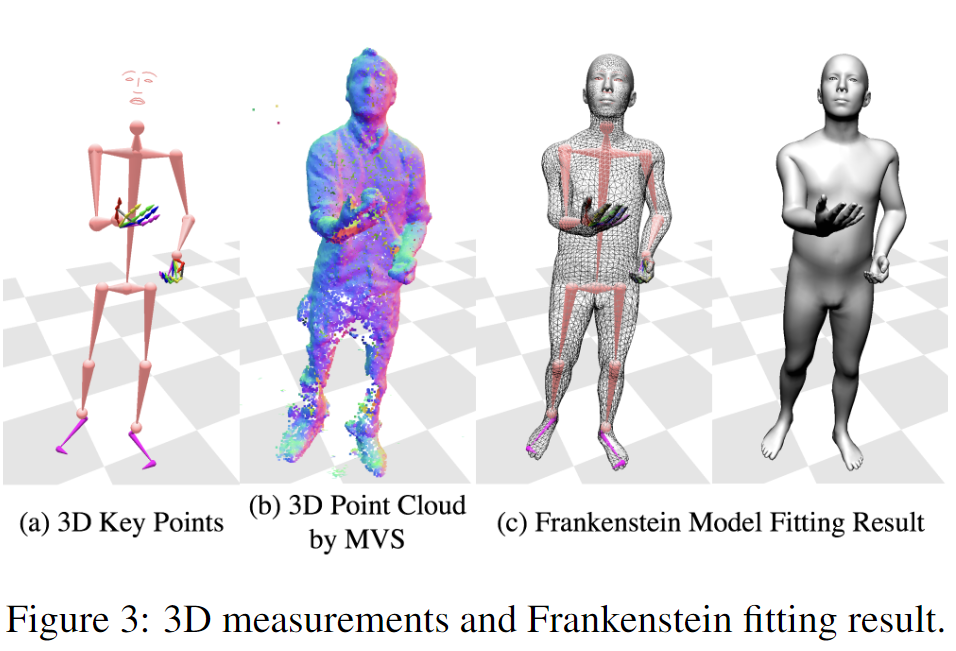 (a) 3D Key Points
(b) 3D Point Cloud
by MVS
(c) Frankenstein Model Fitting Result
Figure 3: 3D measurements and Frankenstein fitting result.